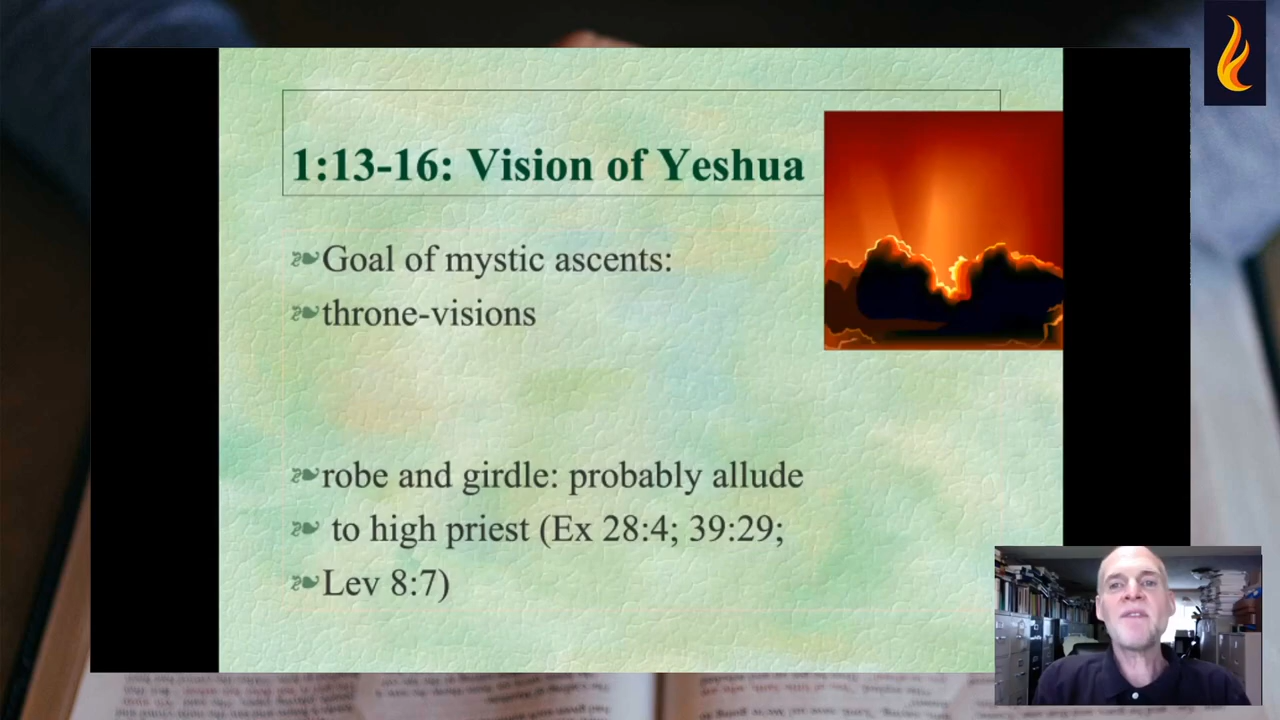 1:13-16: Vision of Yeshua
Goal of mystic ascents:
throne-visions
robe and girdle: probably allude
to high priest (Ex 28:4; 39:29;
Lev 8:7)